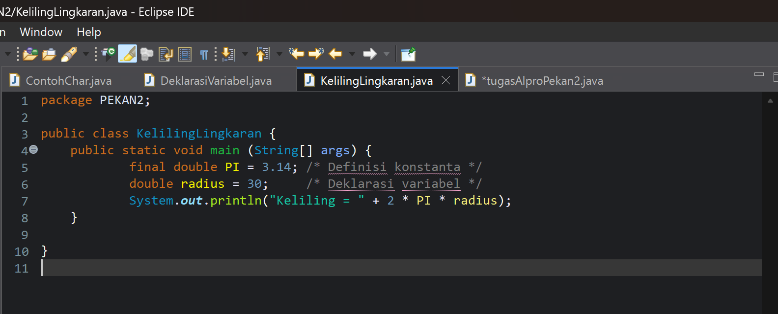 N2/KelilingLingkaran.java - Eclipse IDE
n Window Help
ContohChar.java DeklarasiVariabel.java KelilingLingkaran.java *tugasAlproPekan2.java
1 package PEKAN2;
2
3 public class KelilingLingkaran {
4 public static void main (String[] args) {
5 final double PI = 3.14; /* Definisi konstanta */
6 double radius = 30; /* Deklarasi variabel */
7 System.out.println("Keliling = " + 2 * PI * radius);
8 }
9
10 }
11